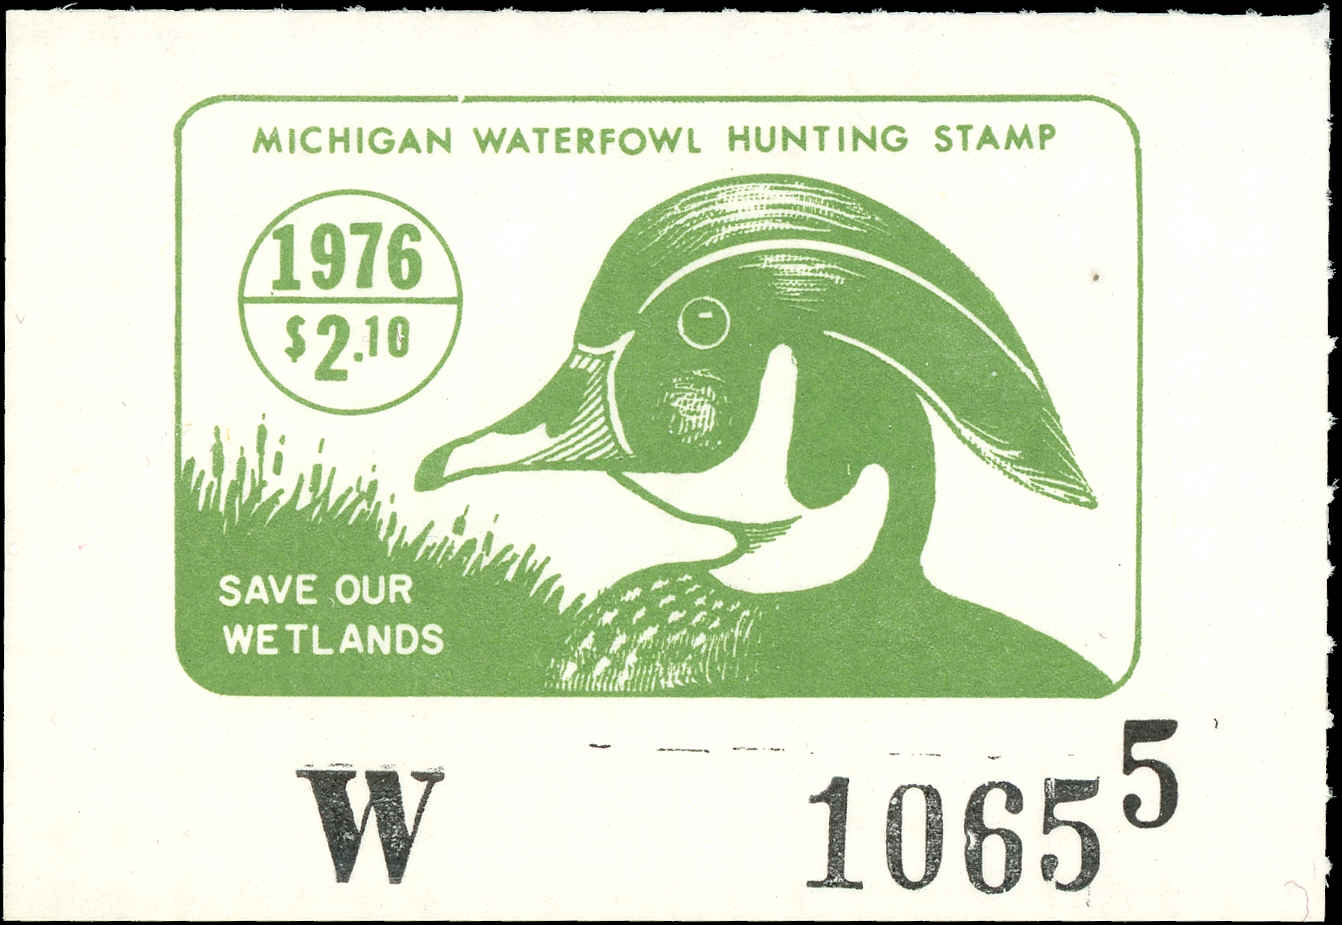 MICHIGAN WATERFOWL HUNTING STAMP
1976
$2.10
SAVE OUR
WETLANDS
W 10655